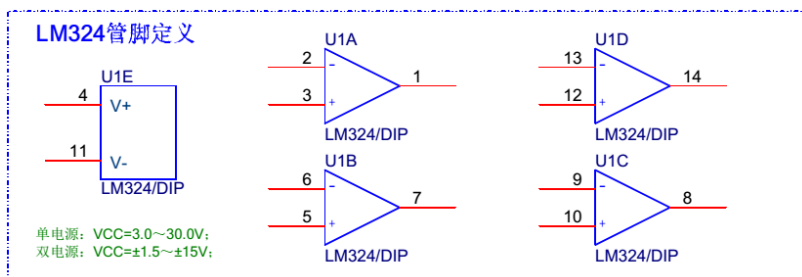 LM324管脚定义
U1E
4
V+
11
V-
LM324/DIP
单电源：VCC=3.0～30.0V；
双电源：VCC=±1.5～±15V；
U1A
2
-
3
+
1
LM324/DIP
U1B
6
-
5
+
7
LM324/DIP
U1D
13
-
12
+
14
LM324/DIP
U1C
9
-
10
+
8
LM324/DIP